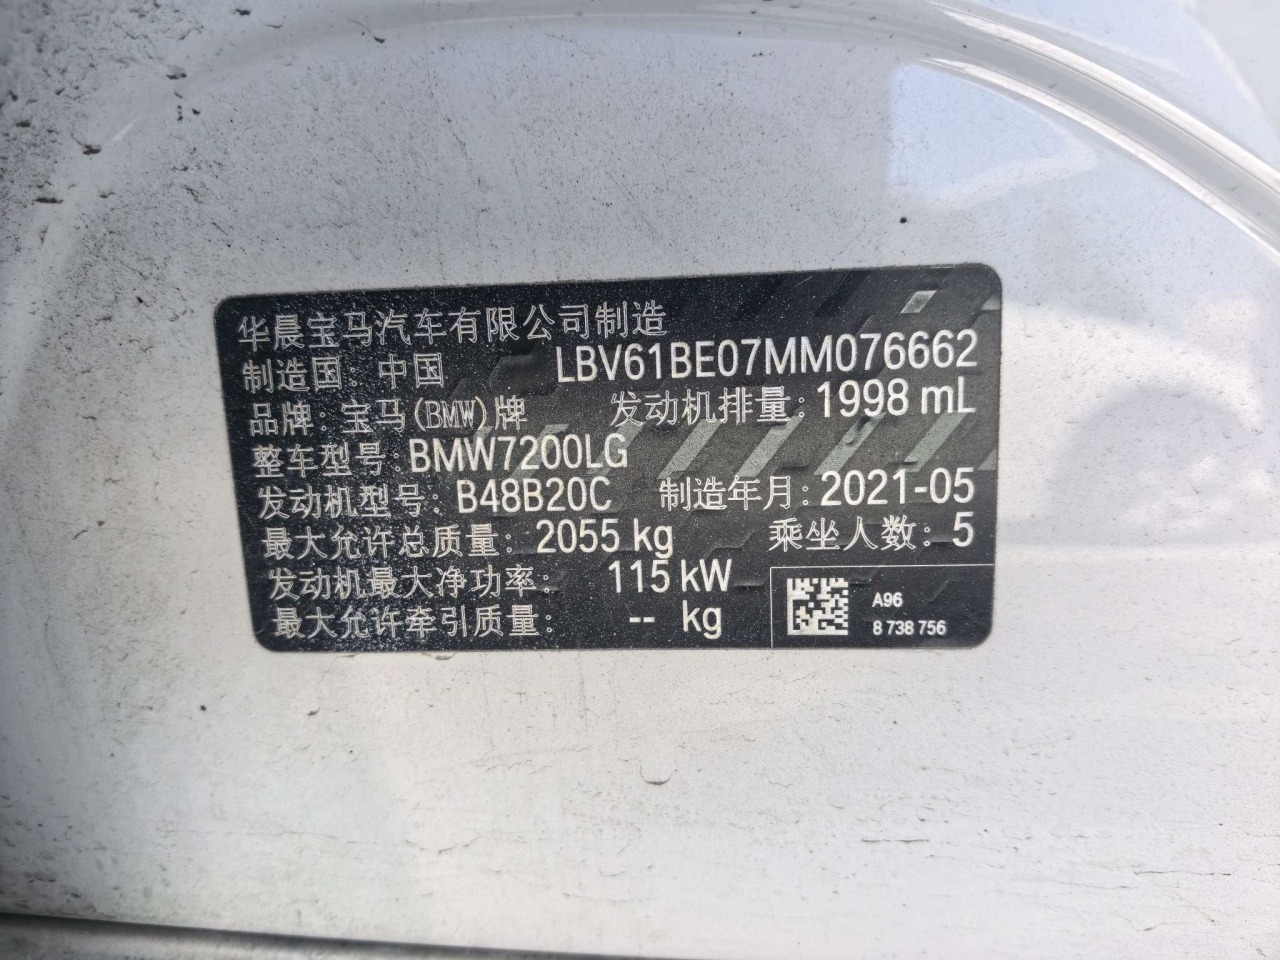 华晨宝马汽车有限公司制造
制造国：中国 LBV61BE07MM076662
品牌：宝马(BMW)牌 发动机排量：1998 mL
整车型号：BMW7200LG
发动机型号：B48B20C 制造年月：2021-05
最大允许总质量：2055 kg 乘坐人数：5
发动机最大净功率： 115 kW
最大允许牵引质量： -- kg
A96
8 738 756